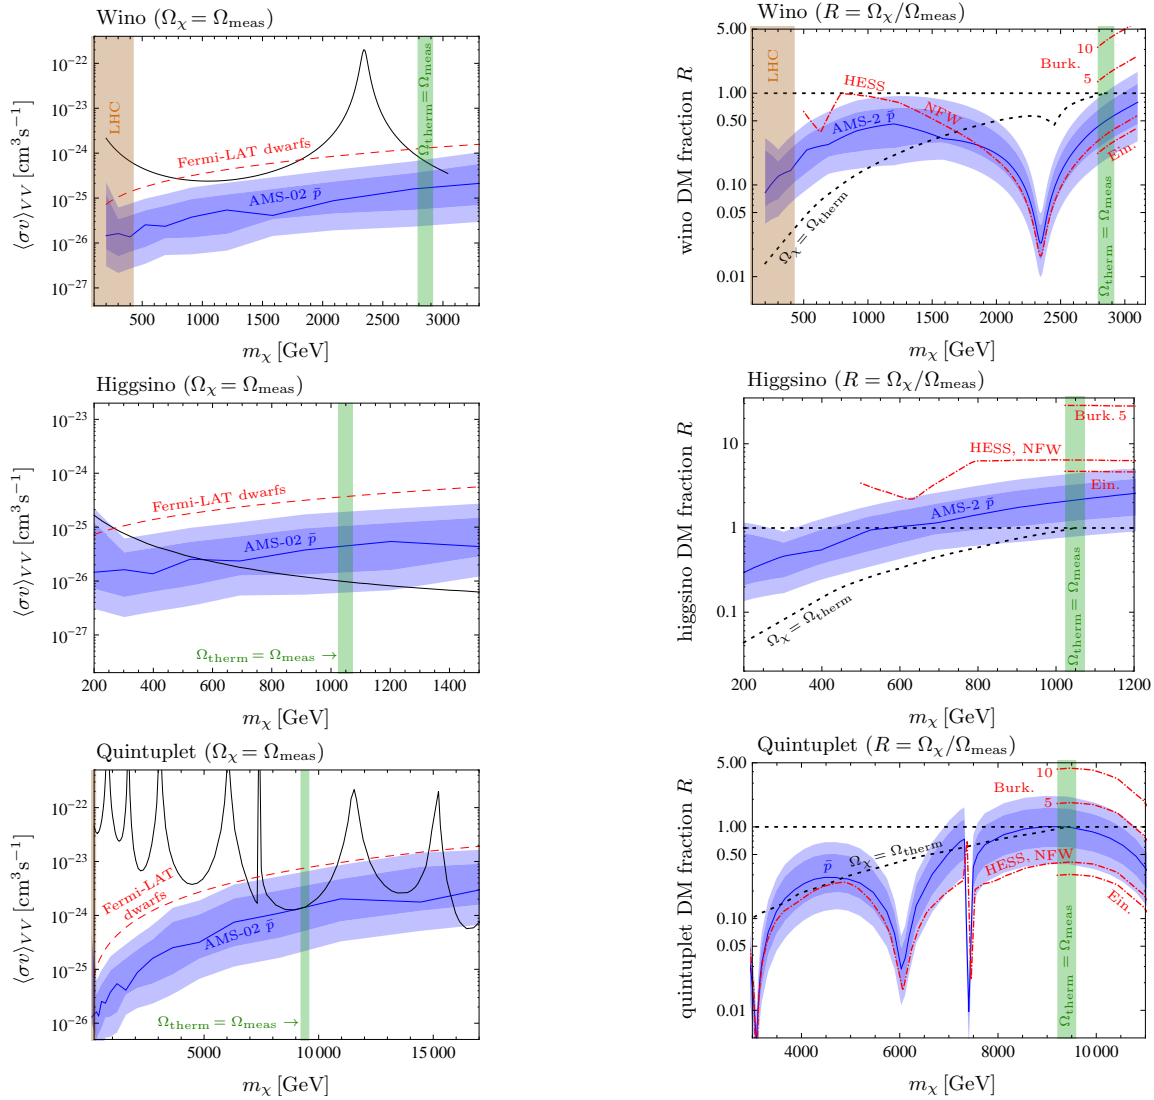 Wino (Ωχ = Ωmeas)
⟨σv⟩VV [cm³s⁻¹]
10⁻²²
10⁻²³
10⁻²⁴
10⁻²⁵
10⁻²⁶
10⁻²⁷
LHC
Fermi-LAT dwarfs
AMS-02 p̄
Ωtherm = Ωmeas
500 1000 1500 2000 2500 3000
mχ [GeV]
Wino (R = Ωχ/Ωmeas)
wino DM fraction R
5.00
1.00
0.50
0.10
0.05
0.01
LHC
HESS
NFW
AMS-2 p̄
10
Burk.
5
Ein.
Ωχ = Ωtherm
Ωtherm = Ωmeas
500 1000 1500 2000 2500 3000
mχ [GeV]
Higgsino (Ωχ = Ωmeas)
⟨σv⟩VV [cm³s⁻¹]
10⁻²³
10⁻²⁴
10⁻²⁵
10⁻²⁶
10⁻²⁷
Fermi-LAT dwarfs
AMS-02 p̄
Ωtherm = Ωmeas →
200 400 600 800 1000 1200 1400
mχ [GeV]
Higgsino (R = Ωχ/Ωmeas)
higgsino DM fraction R
10
1
0.1
Burk. 5
HESS, NFW
Ein.
AMS-2 p̄
Ωχ = Ωtherm
Ωtherm = Ωmeas
200 400 600 800 1000 1200
mχ [GeV]
Quintuplet (Ωχ = Ωmeas)
⟨σv⟩VV [cm³s⁻¹]
10⁻²²
10⁻²³
10⁻²⁴
10⁻²⁵
10⁻²⁶
Fermi-LAT
dwarfs
AMS-02 p̄
Ωtherm = Ωmeas →
5000 10000 15000
mχ [GeV]
Quintuplet (R = Ωχ/Ωmeas)
quintuplet DM fraction R
5.00
1.00
0.50
0.10
0.05
0.01
10
Burk.
5
p̄
Ωχ = Ωtherm
HESS, NFW
Ein.
Ωtherm = Ωmeas
4000 6000 8000 10000
mχ [GeV]